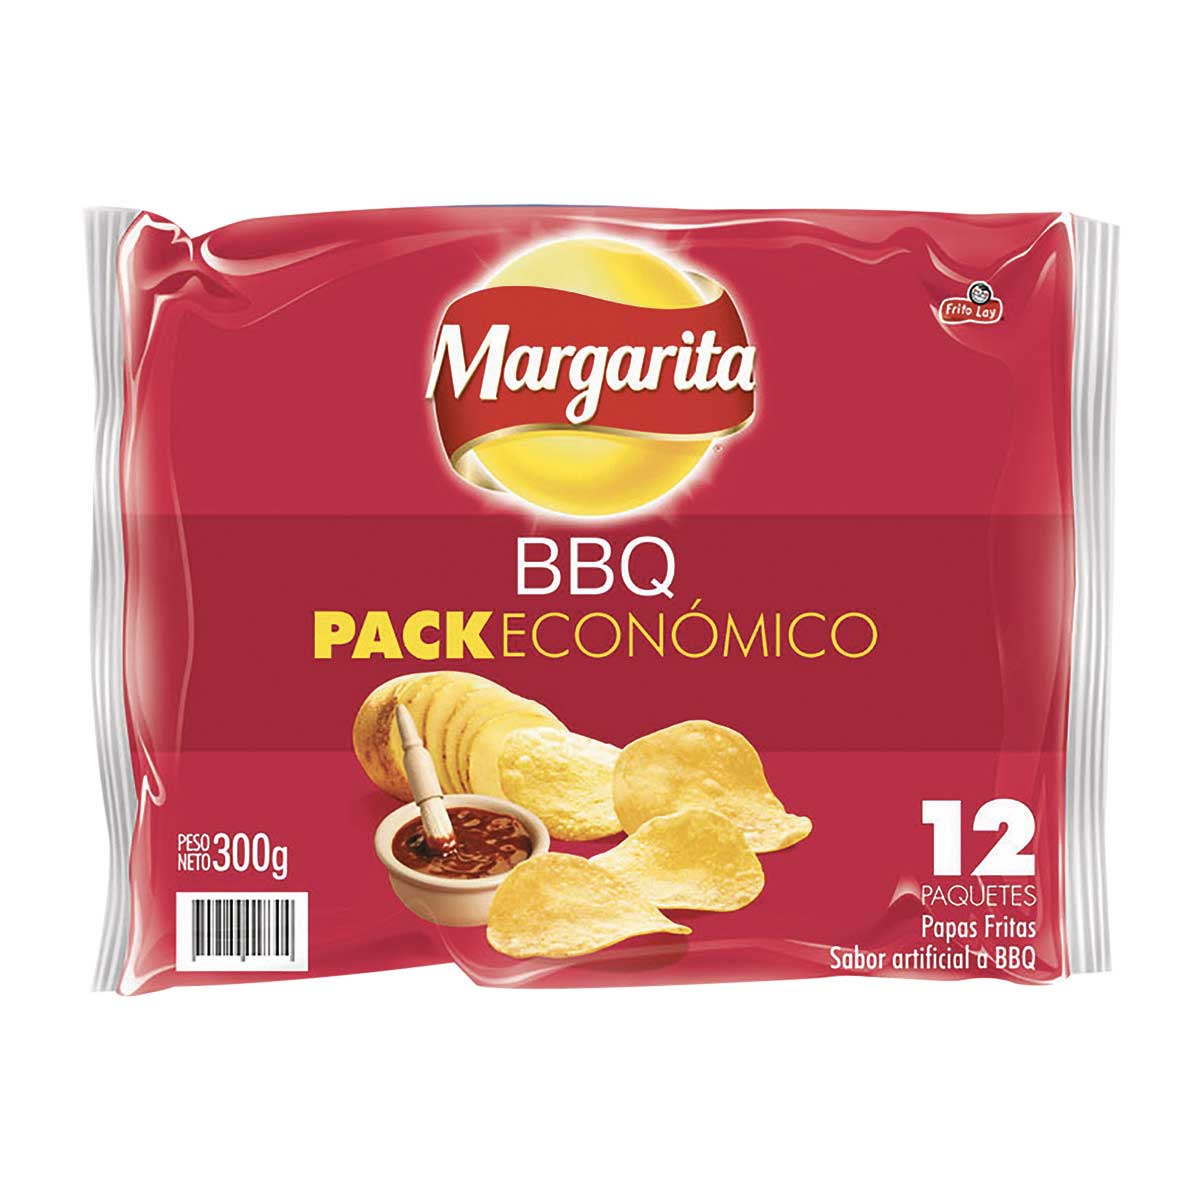 Margarita
Frito Lay
BBQ
PACK ECONÓMICO
PESO
NETO 300g
12
PAQUETES
Papas Fritas
Sabor artificial a BBQ